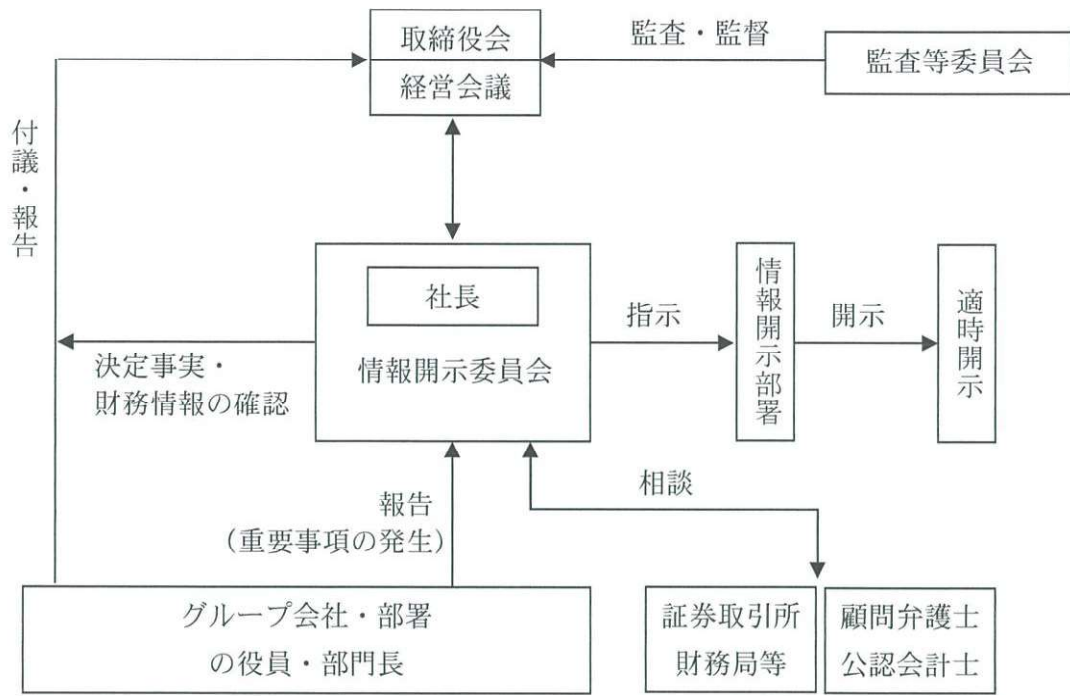 取締役会
経営会議
監査・監督
監査等委員会
付議・報告
社長
情報開示委員会
指示
情報開示部署
開示
適時開示
決定事実・
財務情報の確認
報告
（重要事項の発生）
相談
グループ会社・部署
の役員・部門長
証券取引所
財務局等
顧問弁護士
公認会計士